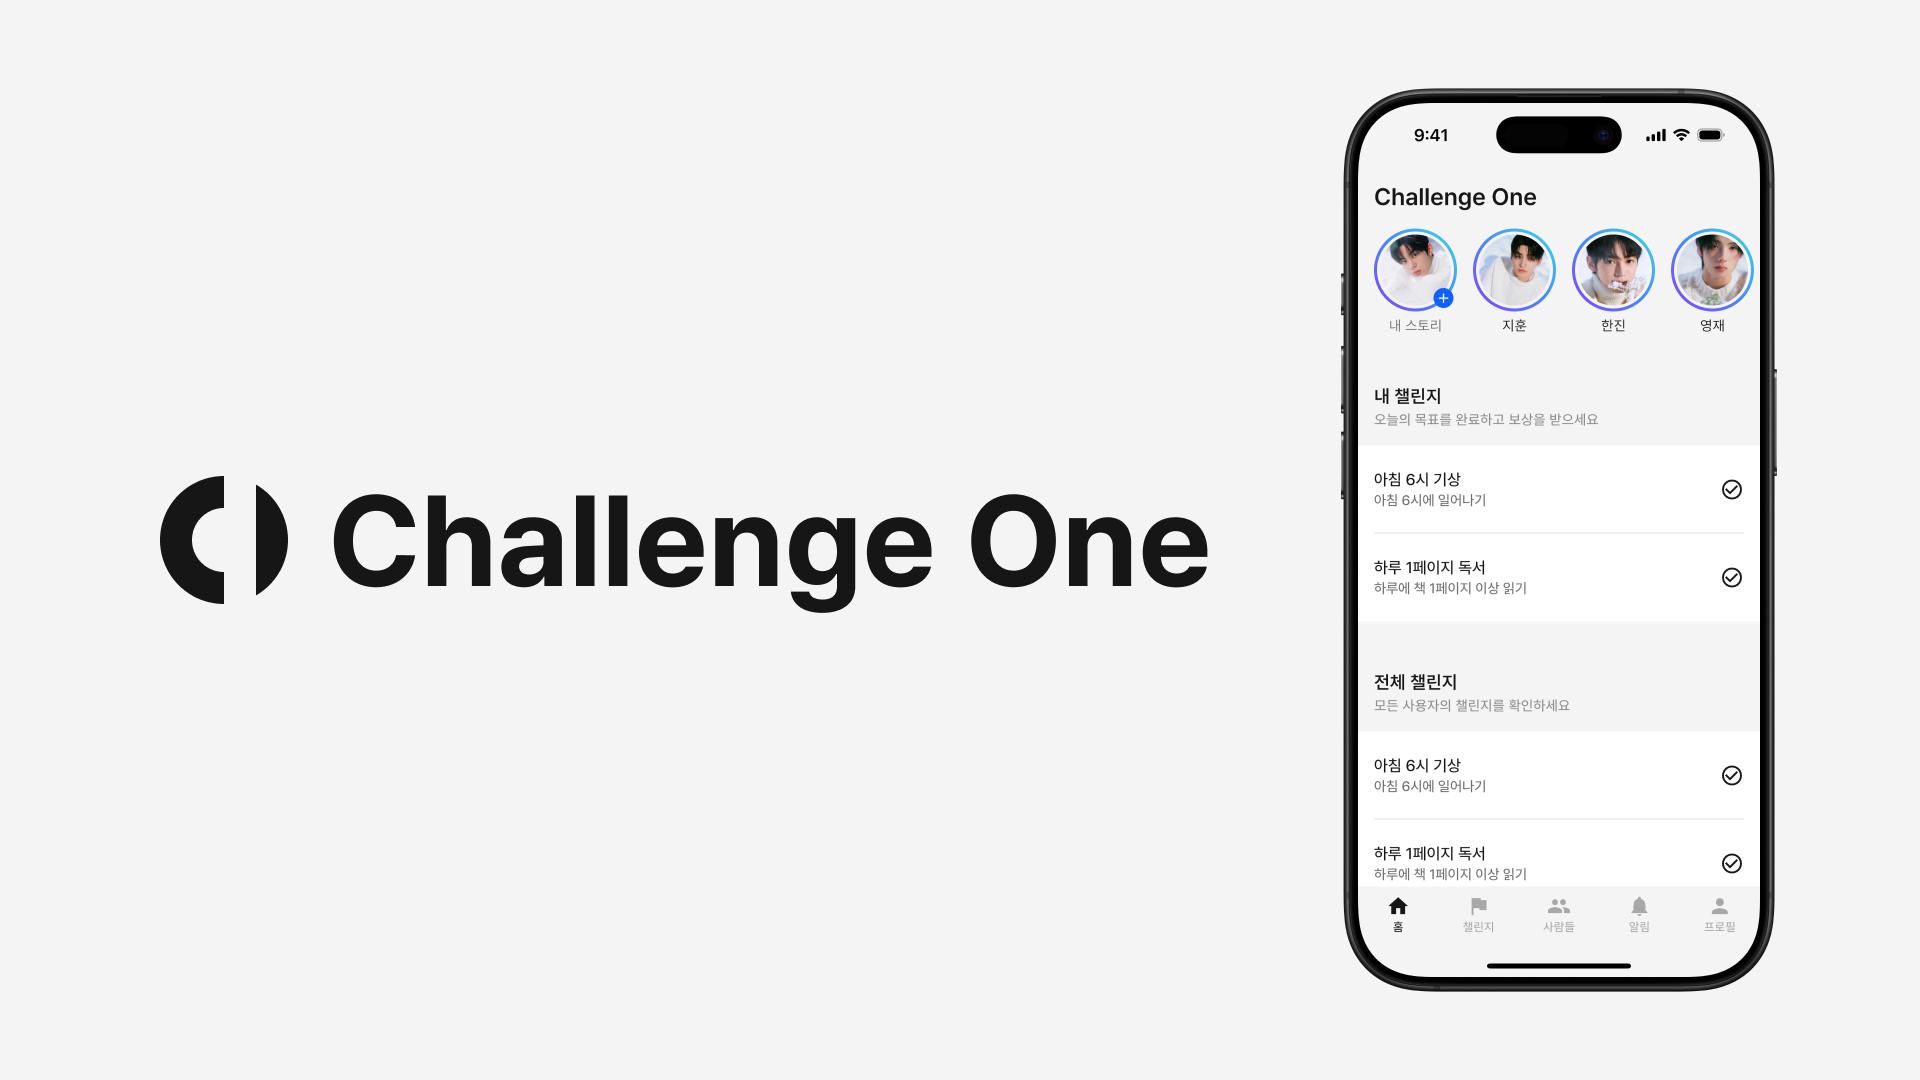 Challenge One
9:41
Challenge One
내 스토리
지훈
한진
영재
내 챌린지
오늘의 목표를 완료하고 보상을 받으세요
아침 6시 기상
아침 6시에 일어나기
하루 1페이지 독서
하루에 책 1페이지 이상 읽기
전체 챌린지
모든 사용자의 챌린지를 확인하세요
아침 6시 기상
아침 6시에 일어나기
하루 1페이지 독서
하루에 책 1페이지 이상 읽기
홈
챌린지
사람들
알림
프로필